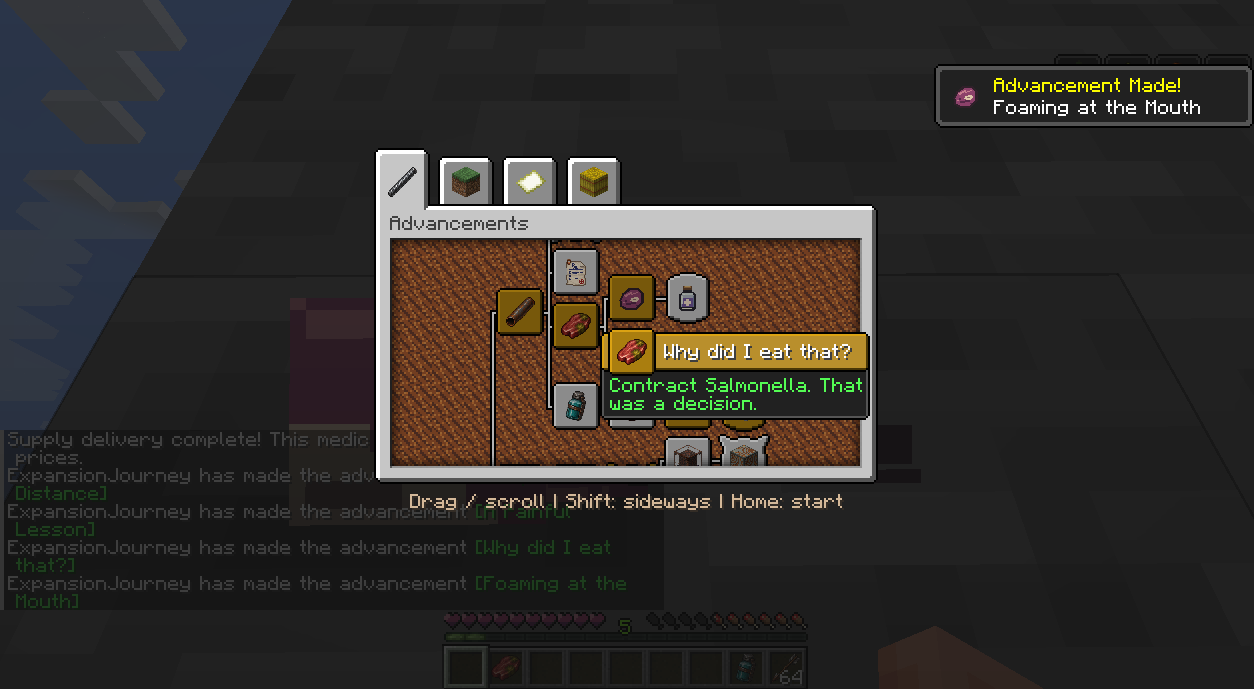 Advancement Made!
Foaming at the Mouth
Advancements
Why did I eat that?
Contract Salmonella. That
was a decision.
Drag / scroll | Shift: sideways | Home: start
Supply delivery complete! This medic
prices.
ExpansionJourney has made the adv
Distance]
ExpansionJourney has made the advancement [A Painful
Lesson]
ExpansionJourney has made the advancement [Why did I eat
that?]
ExpansionJourney has made the advancement [Foaming at the
Mouth]
5
64